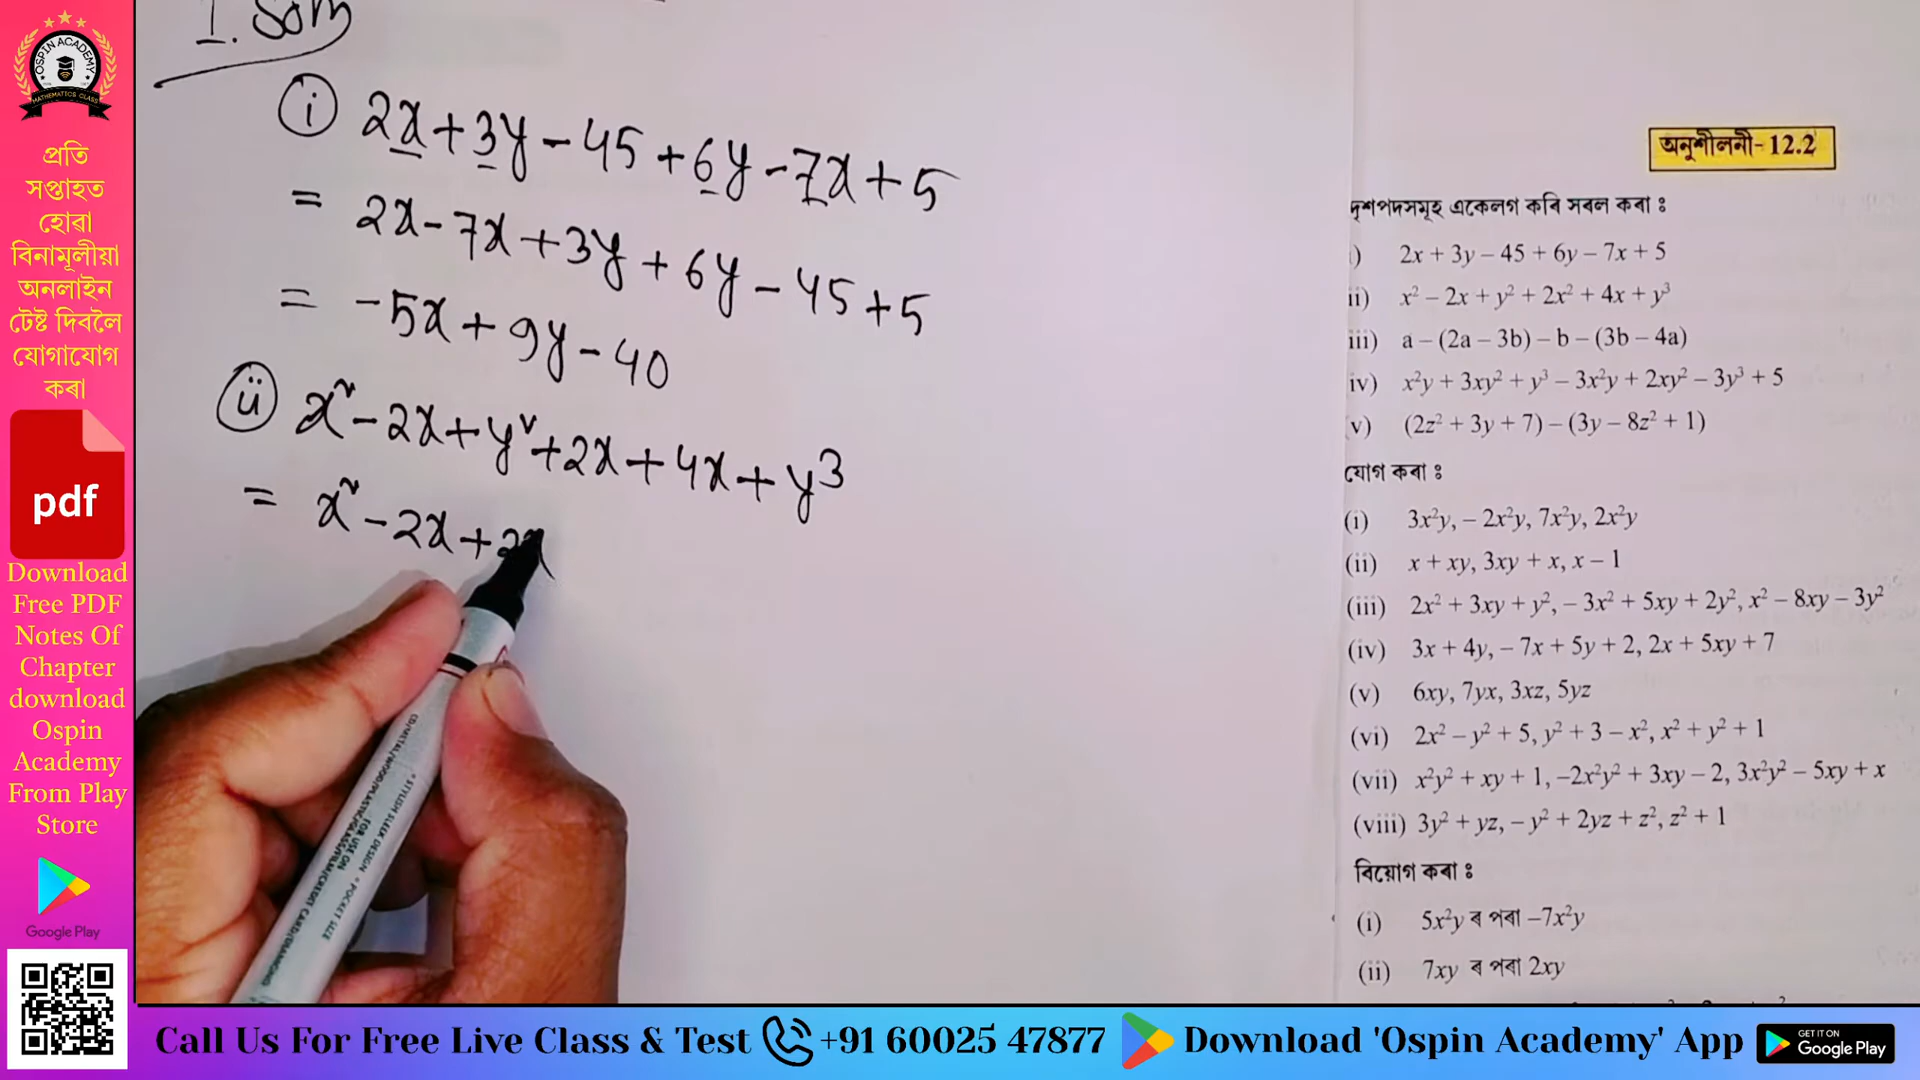 OSPIN ACADEMY
MATHEMATICS CLASS
প্ৰতি
সপ্তাহত
হোৱা
বিনামূলীয়া
অনলাইন
টেষ্ট দিবলৈ
যোগাযোগ
কৰা
pdf
Download
Free PDF
Notes Of
Chapter
download
Ospin
Academy
From Play
Store
Google Play
1. Soln
(i) 2x + 3y - 45 + 6y - 7x + 5
= 2x - 7x + 3y + 6y - 45 + 5
= -5x + 9y - 40
(ii) x² - 2x + y² + 2x + 4x + y³
= x² - 2x + 2x
অনুশীলনী- 12.2
দৃশপদসমূহ একেলগ কৰি সৰল কৰা ঃ
i) 2x + 3y – 45 + 6y – 7x + 5
ii) x² – 2x + y² + 2x² + 4x + y³
iii) a – (2a – 3b) – b – (3b – 4a)
iv) x²y + 3xy² + y³ – 3x²y + 2xy² – 3y³ + 5
v) (2z² + 3y + 7) – (3y – 8z² + 1)
যোগ কৰা ঃ
(i) 3x²y, – 2x²y, 7x²y, 2x²y
(ii) x + xy, 3xy + x, x – 1
(iii) 2x² + 3xy + y², – 3x² + 5xy + 2y², x² – 8xy – 3y²
(iv) 3x + 4y, – 7x + 5y + 2, 2x + 5xy + 7
(v) 6xy, 7yx, 3xz, 5yz
(vi) 2x² – y² + 5, y² + 3 – x², x² + y² + 1
(vii) x²y² + xy + 1, –2x²y² + 3xy – 2, 3x²y² – 5xy + x
(viii) 3y² + yz, – y² + 2yz + z², z² + 1
বিয়োগ কৰা ঃ
(i) 5x²y ৰ পৰা –7x²y
(ii) 7xy ৰ পৰা 2xy
Call Us For Free Live Class & Test +91 60025 47877 Download 'Ospin Academy' App GET IT ON Google Play